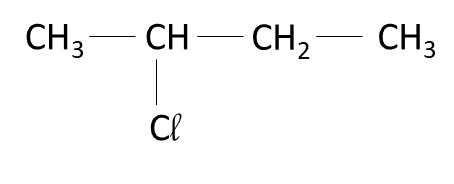 CH₃ — CH — CH₂ — CH₃
Cℓ